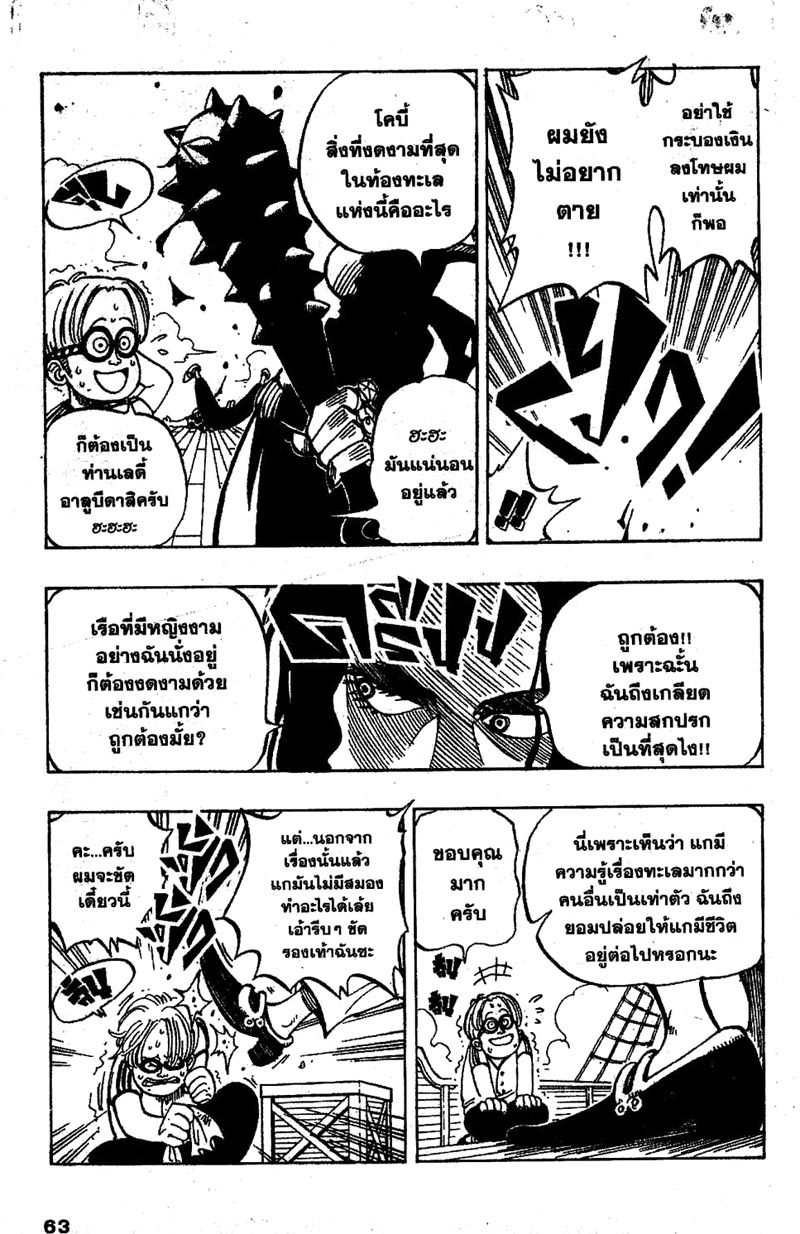 อย่าใช้
กระบองเงิน
ลงโทษผม
เท่านั้น
ก็พอ
ผมยัง
ไม่อยาก
ตาย
!!!
โคบี้
สิ่งที่งดงามที่สุด
ในท้องทะเล
แห่งนี้คืออะไร
ก็ต้องเป็น
ท่านเลดี้
อาลูบีดาสิครับ
ฮะฮะฮะ
ฮะฮะ
มันแน่นอน
อยู่แล้ว
ถูกต้อง!!
เพราะฉะั้น
ฉันถึงเกลียด
ความสกปรก
เป็นที่สุดไง!!
เรือที่มีหญิงงาม
อย่างฉันนั่งอยู่
ก็ต้องงดงามด้วย
เช่นกันแกว่า
ถูกต้องมั้ย?
นี่เพราะเห็นว่า แกมี
ความรู้เรื่องทะเลมากกว่า
คนอื่นเป็นเท่าตัว ฉันถึง
ยอมปล่อยให้แกมีชีวิต
อยู่ต่อไปหรอกนะ
ขอบคุณ
มาก
ครับ
แต่...นอกจาก
เรื่องนั้นแล้ว
แกมันไม่มีสมอง
ทำอะไรได้เล้ย
เอ้ารีบๆ ขัด
รองเท้าฉันซะ
คะ...ครับ
ผมจะขัด
เดี๋ยวนี้
63